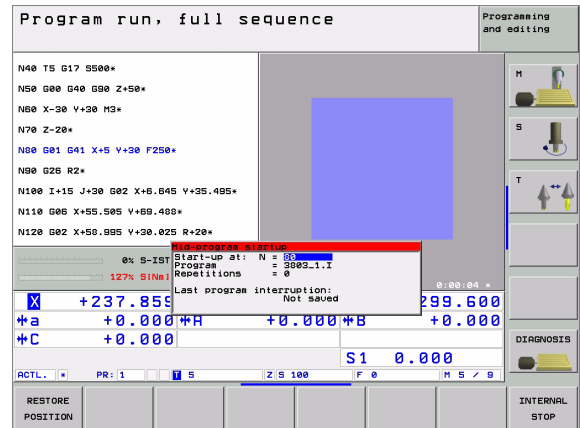 Program run, full sequence
Programming
and editing
N40 T5 G17 S500*
N50 G00 G40 G90 Z+50*
N60 X-30 Y+30 M3*
N70 Z-20*
N80 G01 G41 X+5 Y+30 F250*
N90 G26 R2*
N100 I+15 J+30 G02 X+6.645 Y+35.495*
N110 G06 X+55.505 Y+69.488*
N120 G02 X+58.995 Y+30.025 R+20*
M
S
T
0% S-IST
127% S[Nm]
0:00:04
Mid-program startup
Start-up at: N = 80
Program = 3803_1.I
Repetitions = 0
Last program interruption:
Not saved
X +237.859
299.600
a +0.000 A +0.000 B +0.000
C +0.000
S1 0.000
ACTL. PR: 1 T 5 Z S 100 F 0 M 5 / 9
DIAGNOSIS
RESTORE
POSITION
INTERNAL
STOP